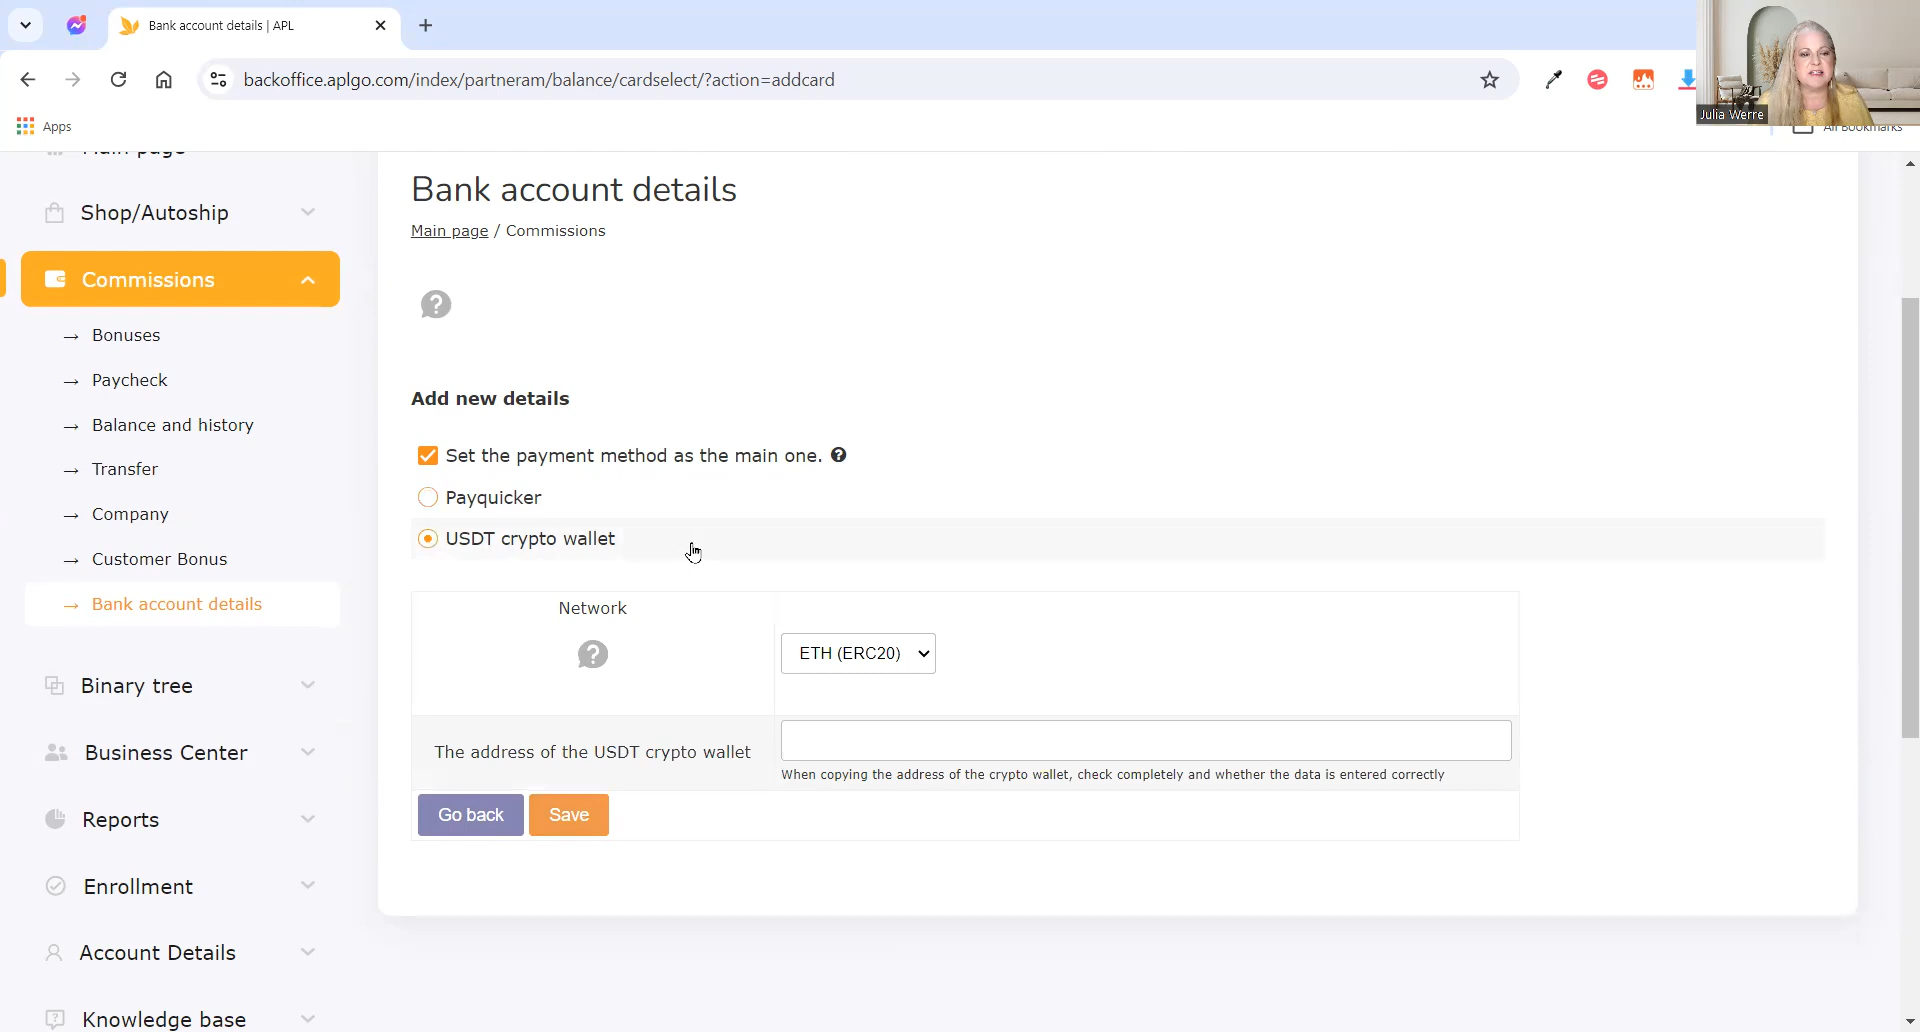 Bank account details | APL
backoffice.aplgo.com/index/partneram/balance/cardselect/?action=addcard
Julia Werre
Apps
All Bookmarks
Main page
Shop/Autoship
Commissions
→ Bonuses
→ Paycheck
→ Balance and history
→ Transfer
→ Company
→ Customer Bonus
→ Bank account details
Binary tree
Business Center
Reports
Enrollment
Account Details
Knowledge base
Bank account details
Main page / Commissions
Add new details
Set the payment method as the main one.
Payquicker
USDT crypto wallet
Network
ETH (ERC20)
The address of the USDT crypto wallet
When copying the address of the crypto wallet, check completely and whether the data is entered correctly
Go back Save